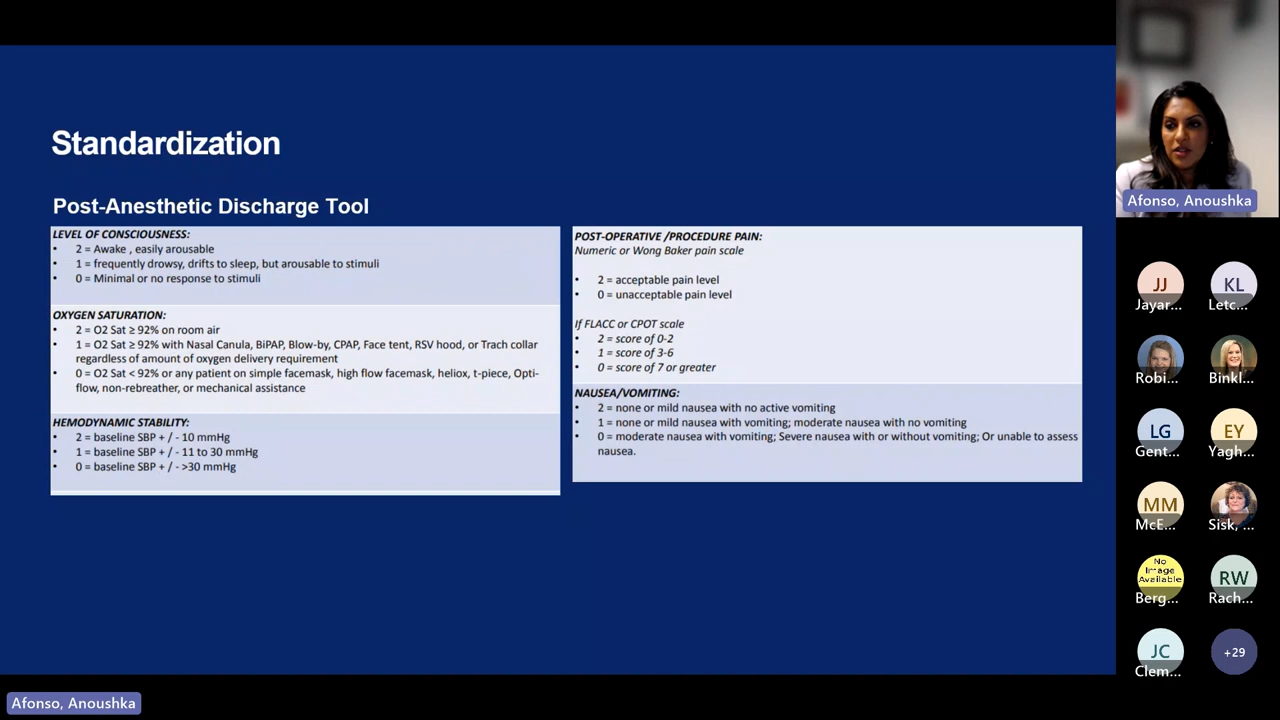 Standardization
Post-Anesthetic Discharge Tool
LEVEL OF CONSCIOUSNESS:
• 2 = Awake , easily arousable
• 1 = frequently drowsy, drifts to sleep, but arousable to stimuli
• 0 = Minimal or no response to stimuli
OXYGEN SATURATION:
• 2 = O2 Sat ≥ 92% on room air
• 1 = O2 Sat ≥ 92% with Nasal Canula, BiPAP, Blow-by, CPAP, Face tent, RSV hood, or Trach collar
regardless of amount of oxygen delivery requirement
• 0 = O2 Sat < 92% or any patient on simple facemask, high flow facemask, heliox, t-piece, Opti-
flow, non-rebreather, or mechanical assistance
HEMODYNAMIC STABILITY:
• 2 = baseline SBP + / - 10 mmHg
• 1 = baseline SBP + / - 11 to 30 mmHg
• 0 = baseline SBP + / - >30 mmHg
POST-OPERATIVE /PROCEDURE PAIN:
Numeric or Wong Baker pain scale
• 2 = acceptable pain level
• 0 = unacceptable pain level
If FLACC or CPOT scale
• 2 = score of 0-2
• 1 = score of 3-6
• 0 = score of 7 or greater
NAUSEA/VOMITING:
• 2 = none or mild nausea with no active vomiting
• 1 = none or mild nausea with vomiting; moderate nausea with no vomiting
• 0 = moderate nausea with vomiting; Severe nausea with or without vomiting; Or unable to assess
nausea.
Afonso, Anoushka
JJ
Jayar...
KL
Letc...
Robi...
Binkl...
LG
Gent...
EY
Yagh...
MM
McE...
Sisk, ...
No
Image
Available
Berg...
RW
Rach...
JC
Clem...
+29
Afonso, Anoushka